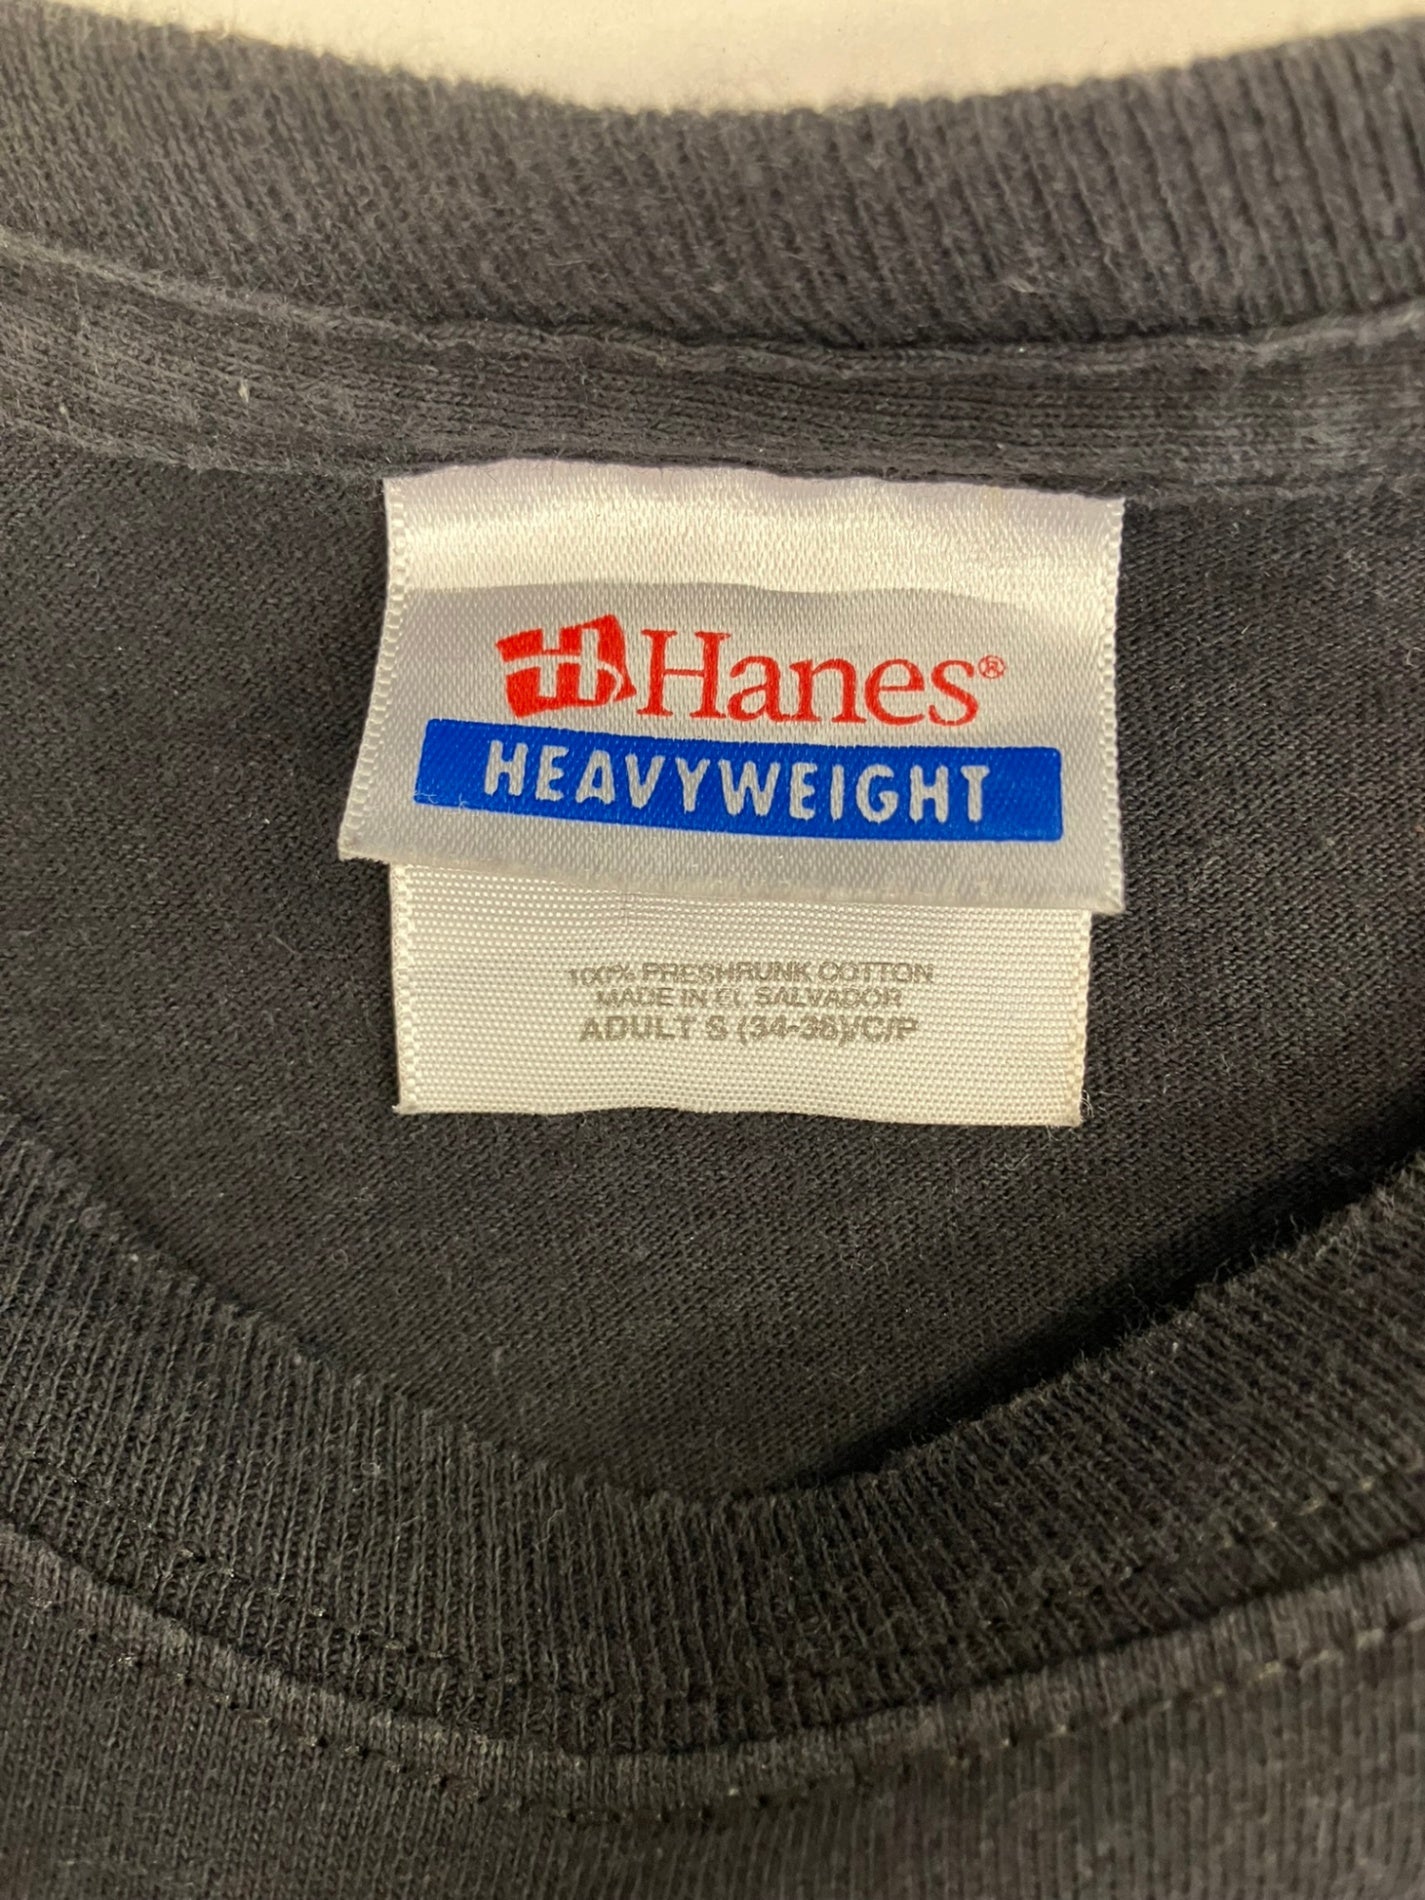 Hanes®
HEAVYWEIGHT
100% PRESHRUNK COTTON
MADE IN EL SALVADOR
ADULT S (34-36)/C/P